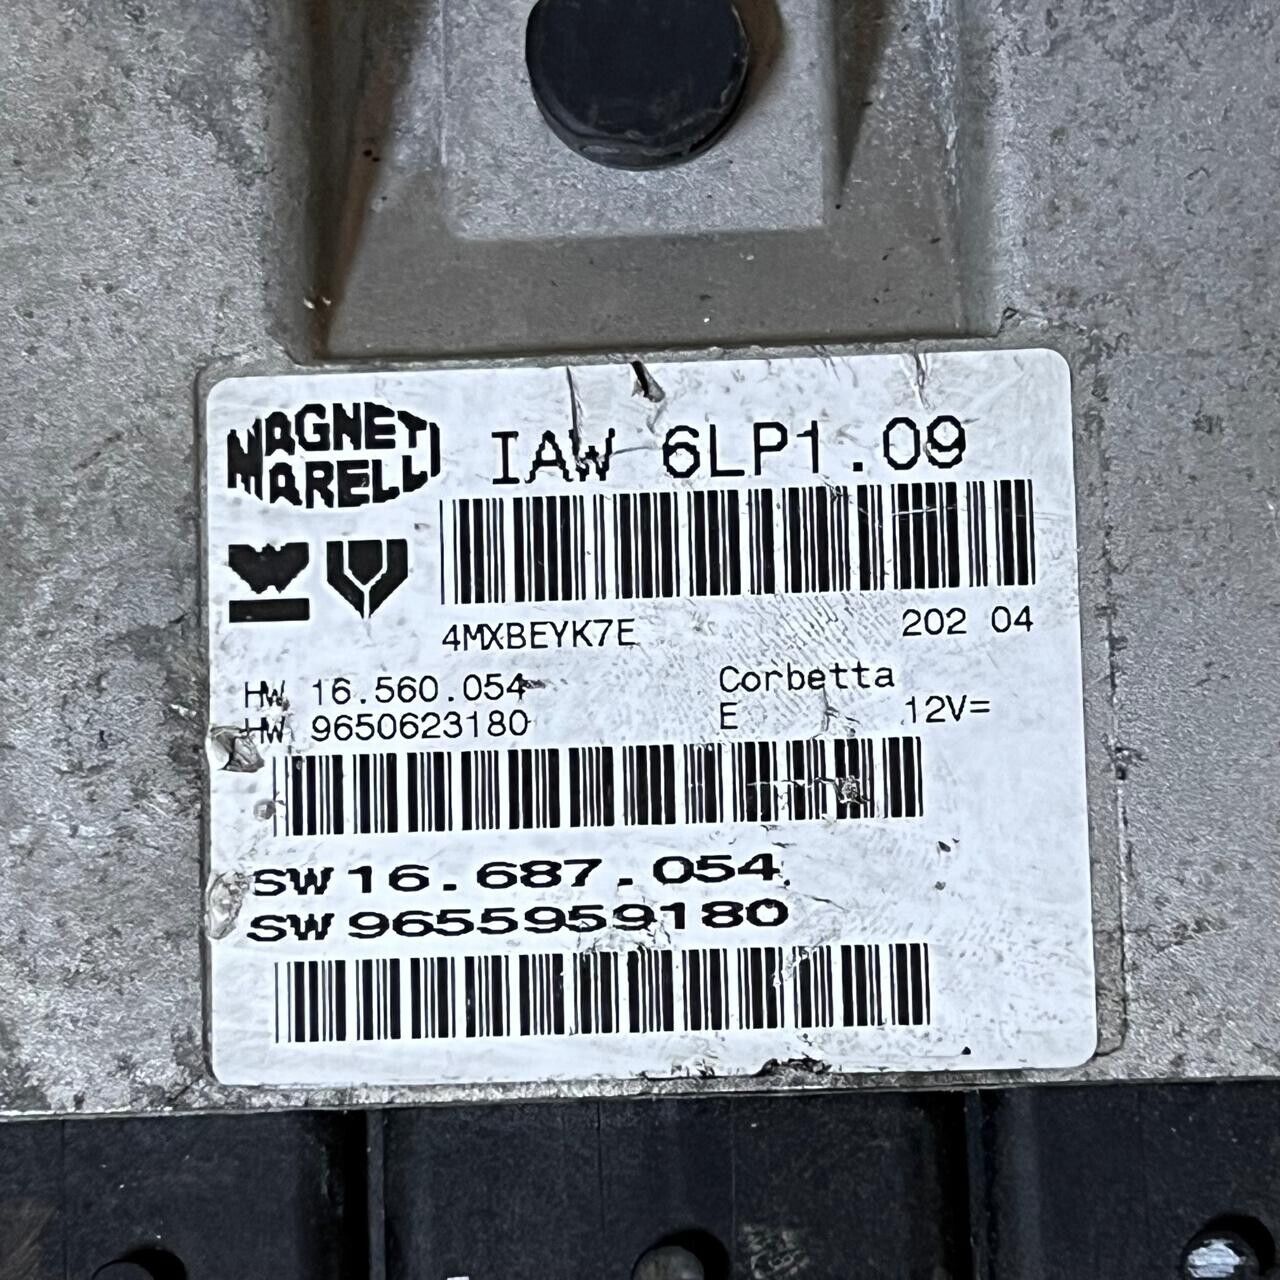 MAGNETI
MARELLI
IAW 6LP1.09
4MXBEYK7E
202 04
HW 16.560.054
Corbetta
HW 9650623180
E 12V=
SW 16.687.054
SW 9655959180